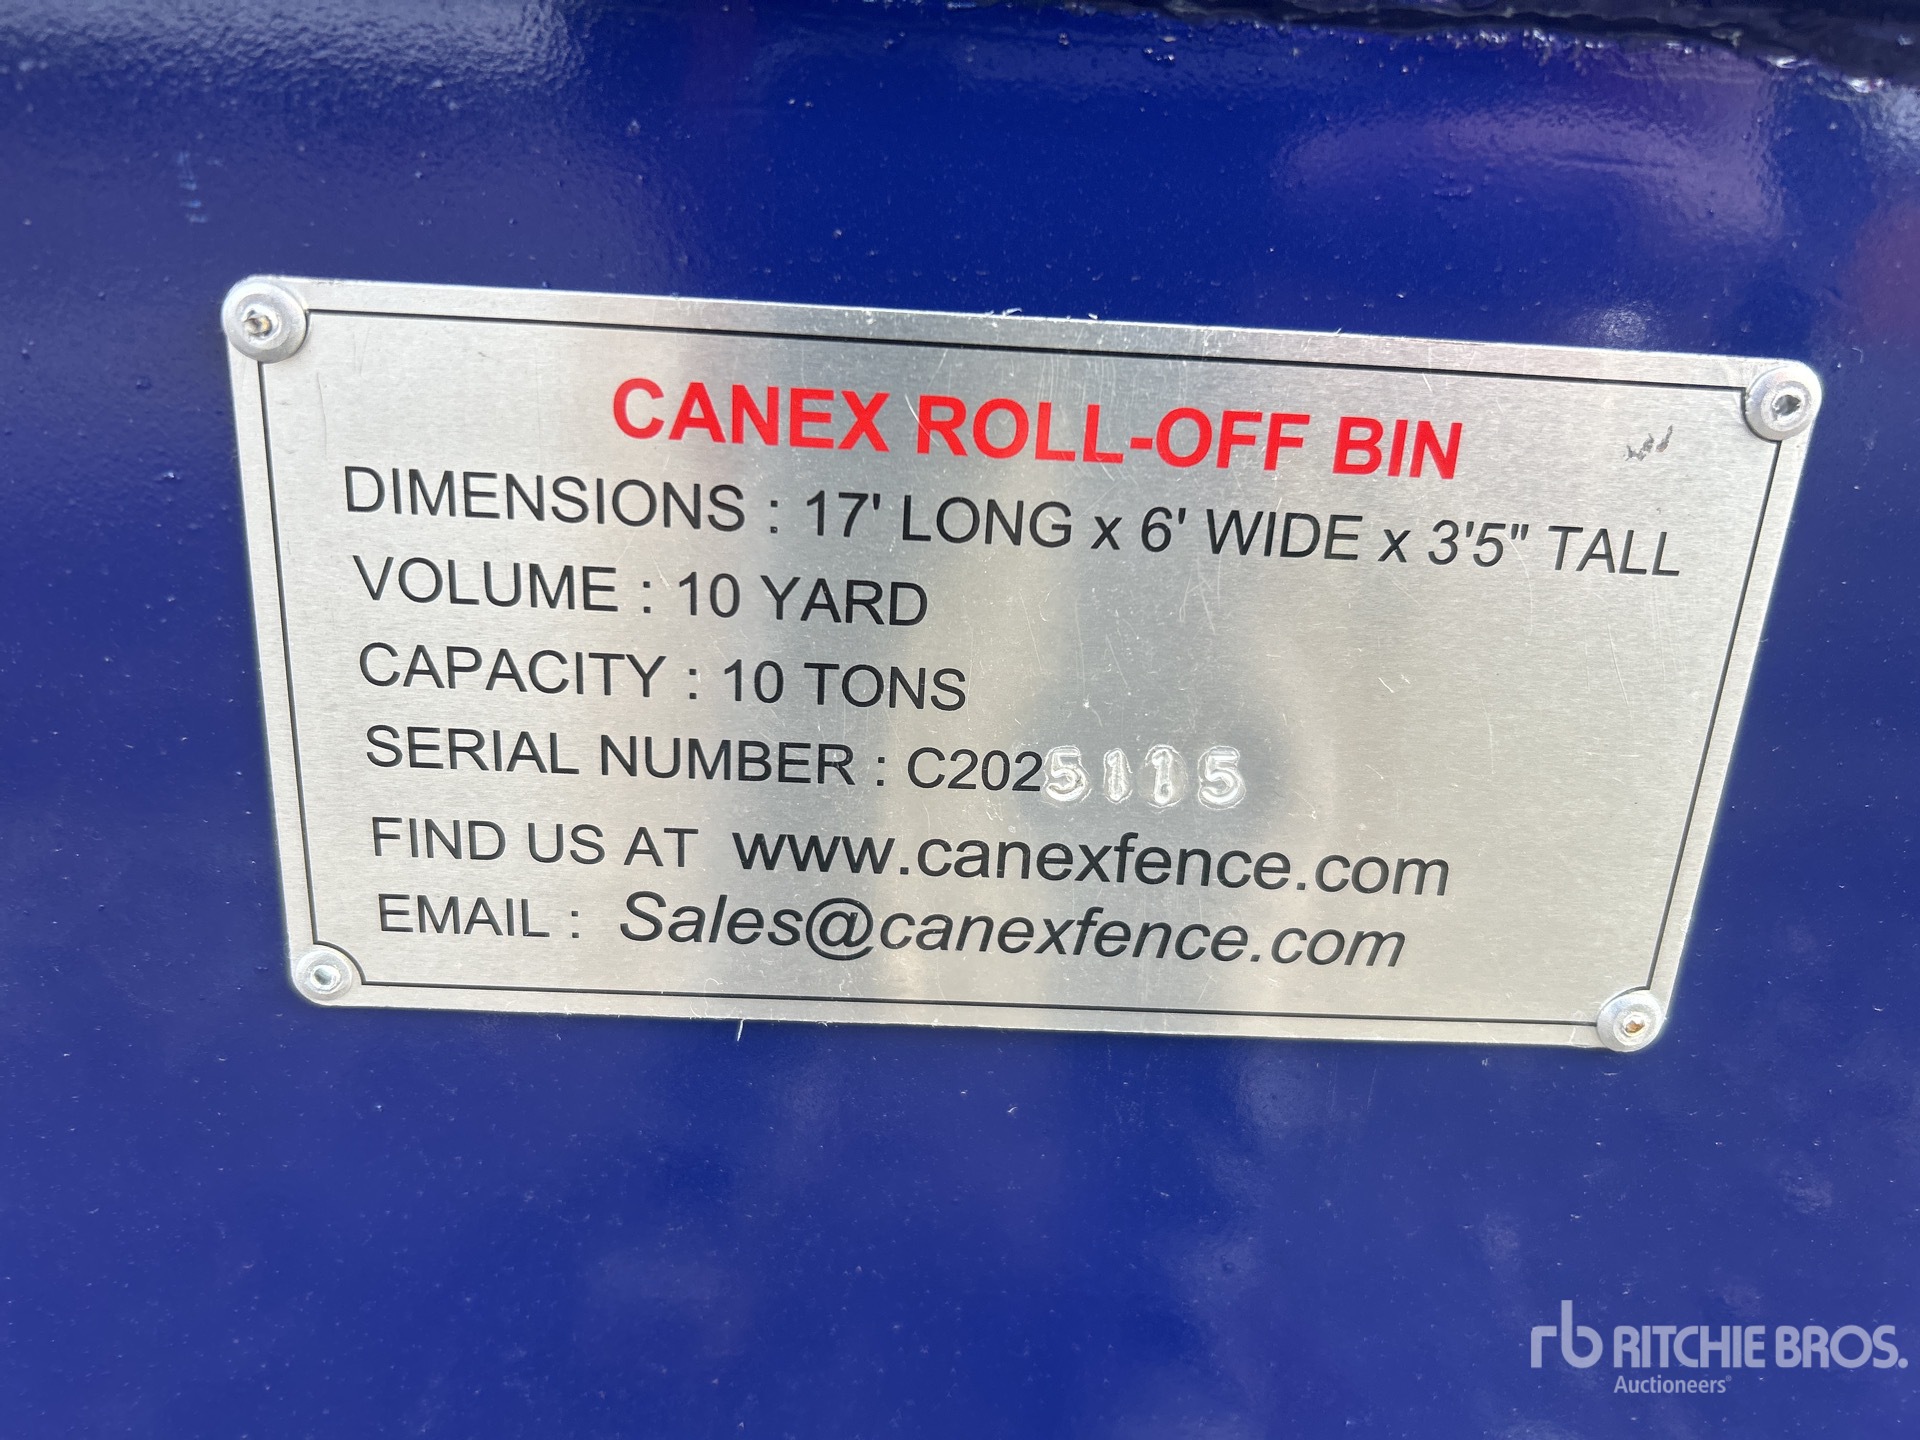 CANEX ROLL-OFF BIN
DIMENSIONS : 17' LONG x 6' WIDE x 3'5" TALL
VOLUME : 10 YARD
CAPACITY : 10 TONS
SERIAL NUMBER : C2025115
FIND US AT www.canexfence.com
EMAIL : Sales@canexfence.com
rb RITCHIE BROS.
Auctioneers